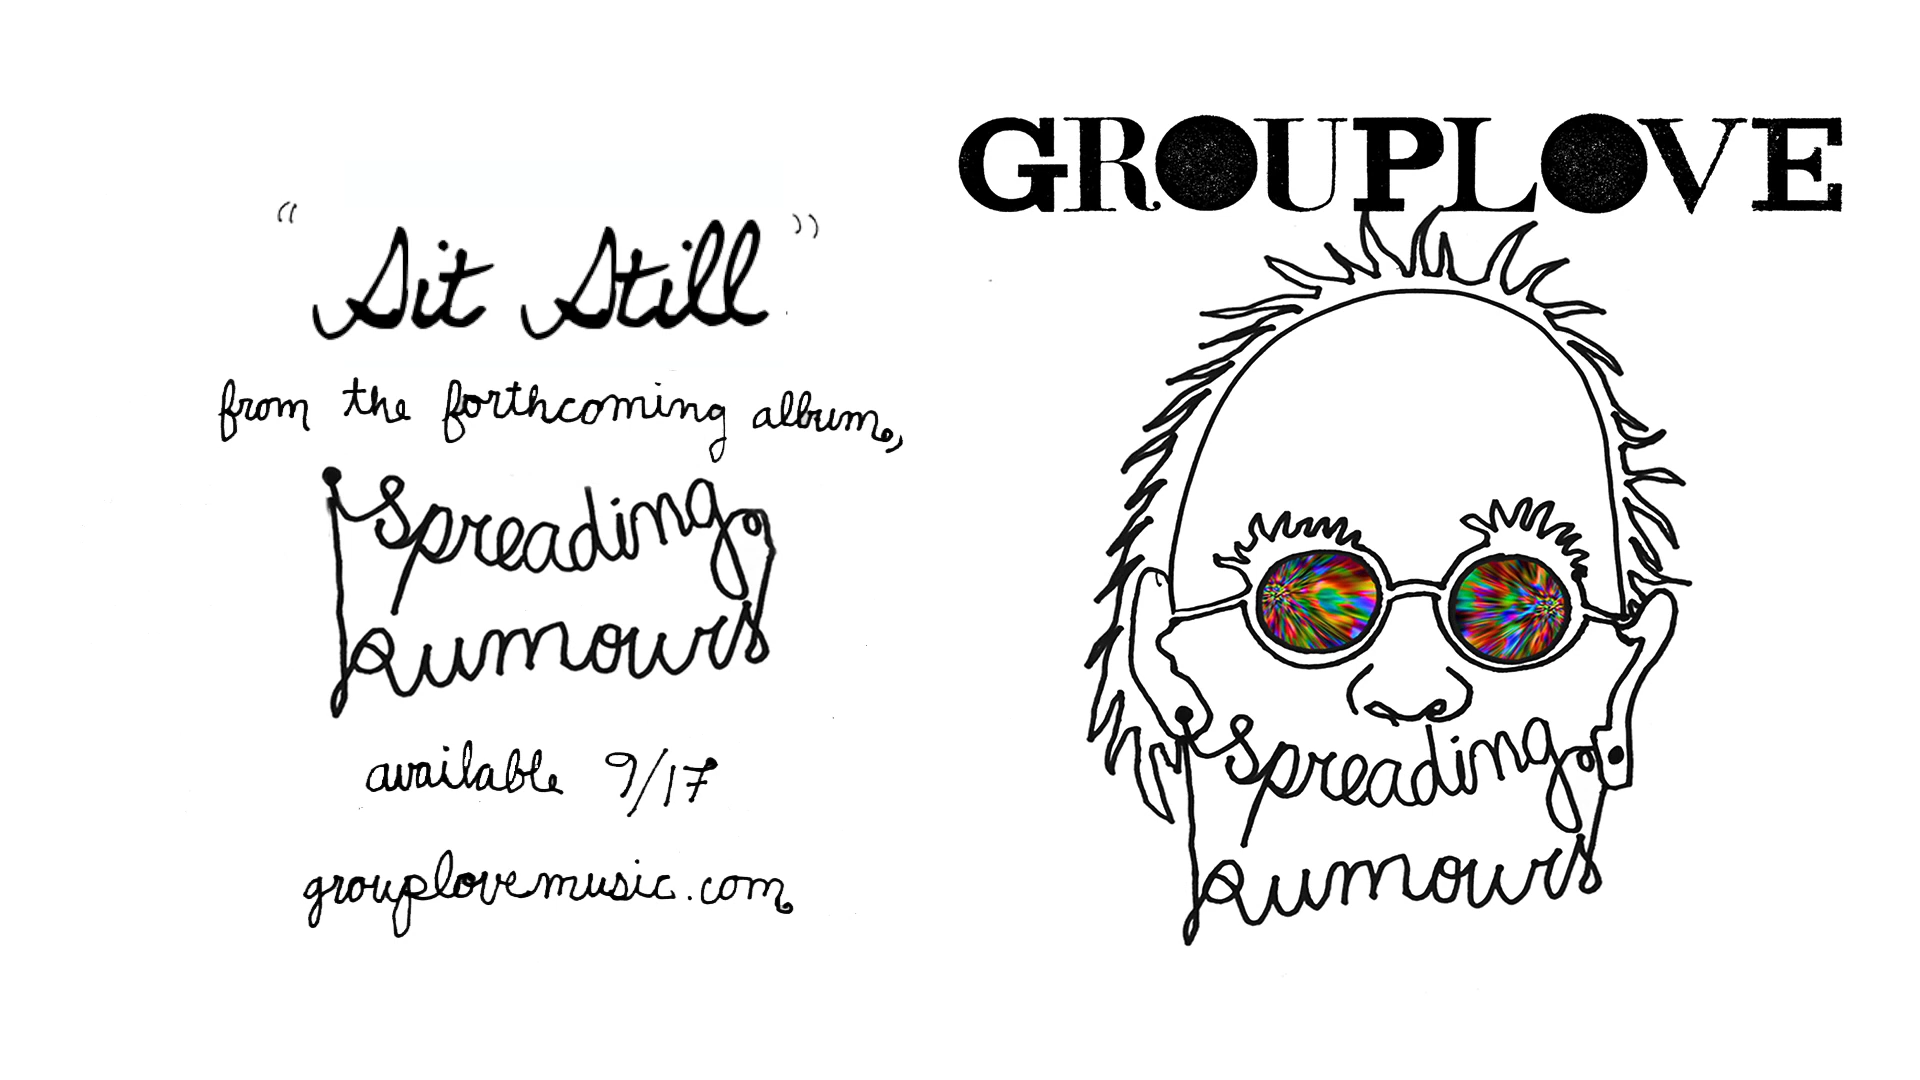 “Sit Still”
from the forthcoming album,
Spreading
Rumours
available 9/17
grouplovemusic.com
GROUPLOVE
Spreading
Rumours